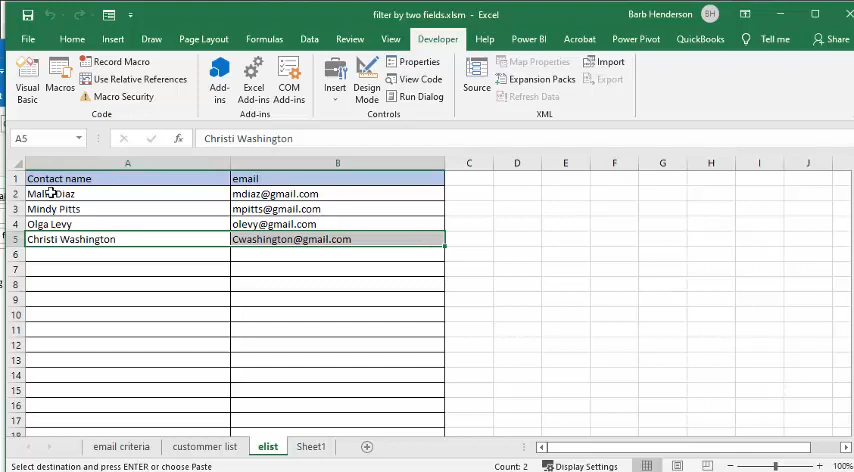 filter by two fields.xlsm - Excel
Barb Henderson BH
File Home Insert Draw Page Layout Formulas Data Review View Developer Help Power BI Acrobat Power Pivot QuickBooks Tell me Share
Visual Basic
Macros
Record Macro
Use Relative References
Macro Security
Code
Add-ins
Excel Add-ins
COM Add-ins
Add-ins
Insert
Design Mode
Properties
View Code
Run Dialog
Controls
Source
Map Properties
Expansion Packs
Refresh Data
Import
Export
XML
A5 fx Christi Washington
A B C D E F G H I J
1 Contact name email
2 Diaz mdiaz@gmail.com
3 Mindy Pitts mpitts@gmail.com
4 Olga Levy olevy@gmail.com
5 Christi Washington Cwashington@gmail.com
6
7
8
9
10
11
12
13
14
15
16
17
18
email criteria custommer list elist Sheet1
Select destination and press ENTER or choose Paste Count: 2 Display Settings 100%